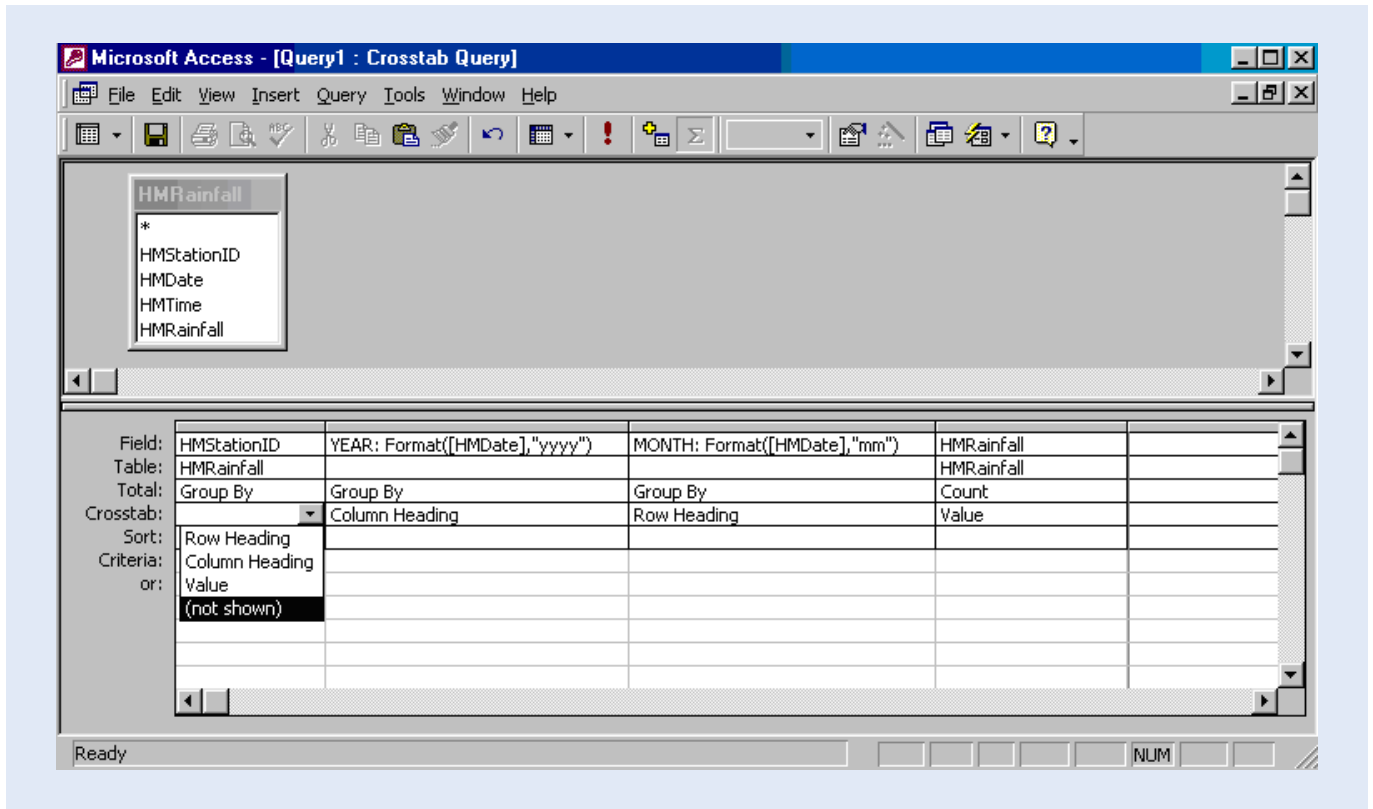 Microsoft Access - [Query1 : Crosstab Query]
File Edit View Insert Query Tools Window Help
ABC
HMRainfall
*
HMStationID
HMDate
HMTime
HMRainfall
Field: HMStationID YEAR: Format([HMDate],"yyyy") MONTH: Format([HMDate],"mm") HMRainfall
Table: HMRainfall HMRainfall
Total: Group By Group By Group By Count
Crosstab: Column Heading Row Heading Value
Sort: Row Heading
Criteria: Column Heading
or: Value
(not shown)
Ready NUM